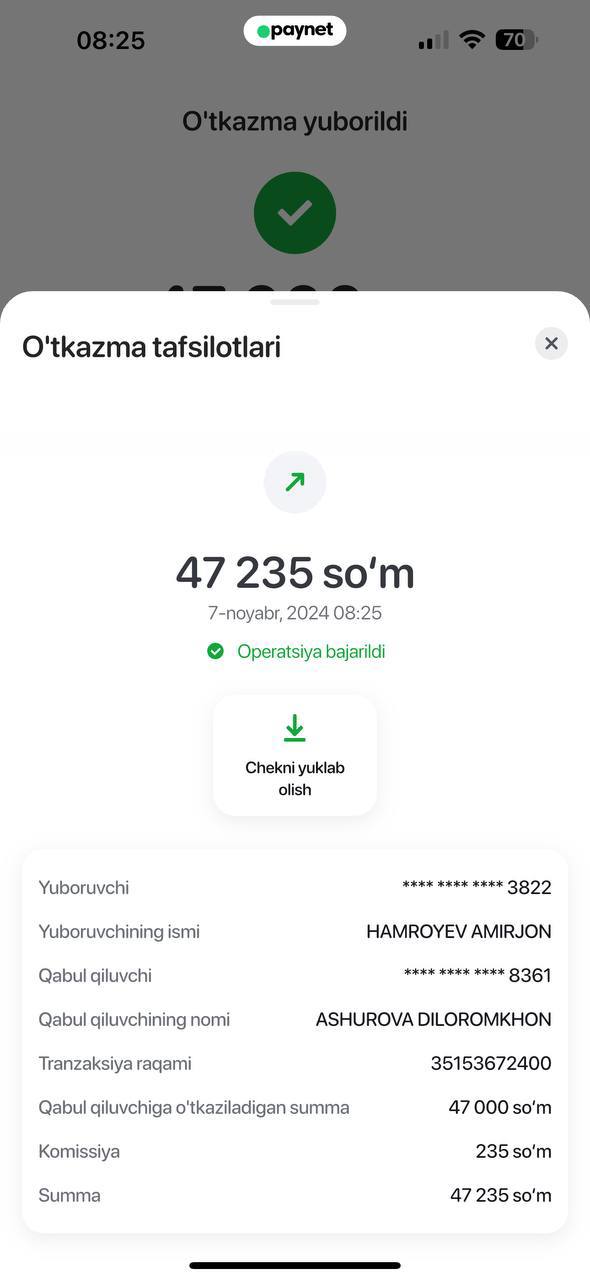 08:25
paynet
70
O'tkazma yuborildi
O'tkazma tafsilotlari
47 235 so‘m
7-noyabr, 2024 08:25
Operatsiya bajarildi
Chekni yuklab
olish
Yuboruvchi **** **** **** 3822
Yuboruvchining ismi HAMROYEV AMIRJON
Qabul qiluvchi **** **** **** 8361
Qabul qiluvchining nomi ASHUROVA DILOROMKHON
Tranzaksiya raqami 35153672400
Qabul qiluvchiga o'tkaziladigan summa 47 000 so‘m
Komissiya 235 so‘m
Summa 47 235 so‘m